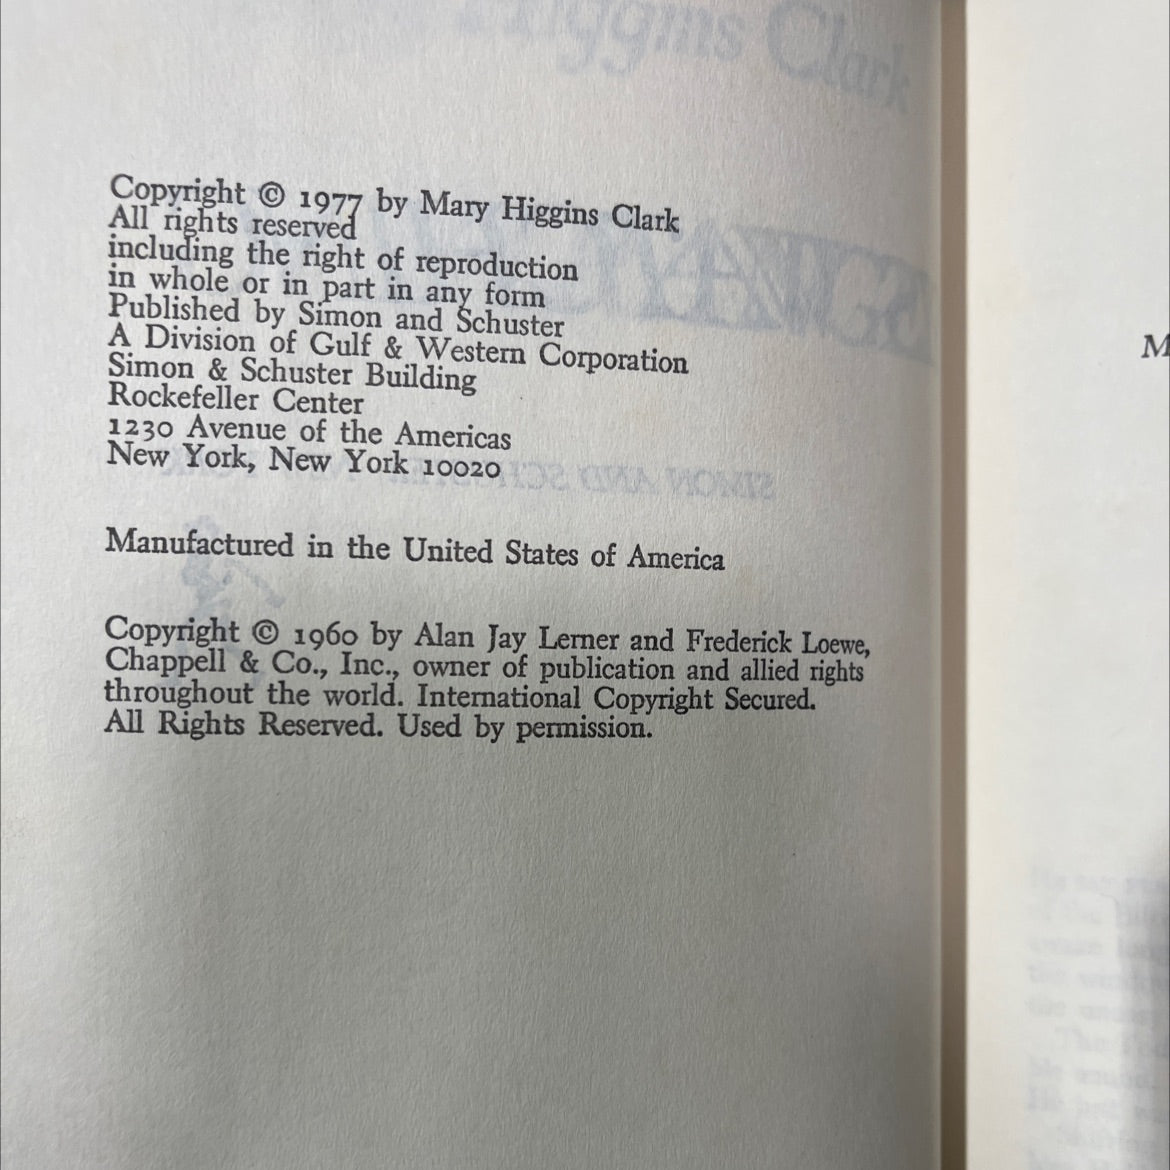 Higgins Clark
Copyright © 1977 by Mary Higgins Clark
All rights reserved
including the right of reproduction
in whole or in part in any form
Published by Simon and Schuster
A Division of Gulf & Western Corporation
Simon & Schuster Building
Rockefeller Center
1230 Avenue of the Americas
New York, New York 10020
SIMON AND
Manufactured in the United States of America
Copyright © 1960 by Alan Jay Lerner and Frederick Loewe,
Chappell & Co., Inc., owner of publication and allied rights
throughout the world. International Copyright Secured.
All Rights Reserved. Used by permission.
M